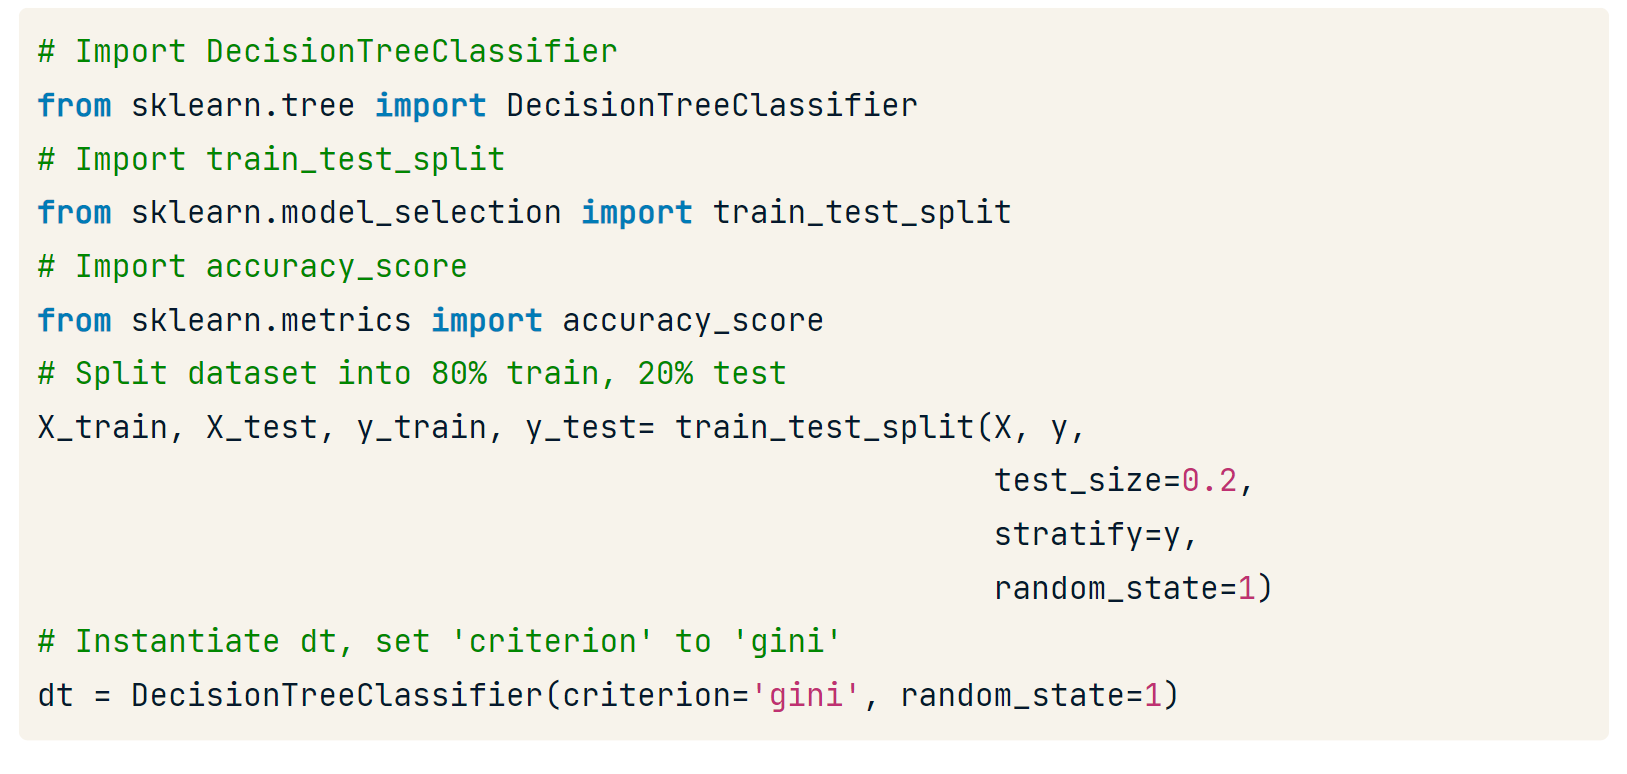 # Import DecisionTreeClassifier
from sklearn.tree import DecisionTreeClassifier
# Import train_test_split
from sklearn.model_selection import train_test_split
# Import accuracy_score
from sklearn.metrics import accuracy_score
# Split dataset into 80% train, 20% test
X_train, X_test, y_train, y_test= train_test_split(X, y,
                                                   test_size=0.2,
                                                   stratify=y,
                                                   random_state=1)
# Instantiate dt, set 'criterion' to 'gini'
dt = DecisionTreeClassifier(criterion='gini', random_state=1)